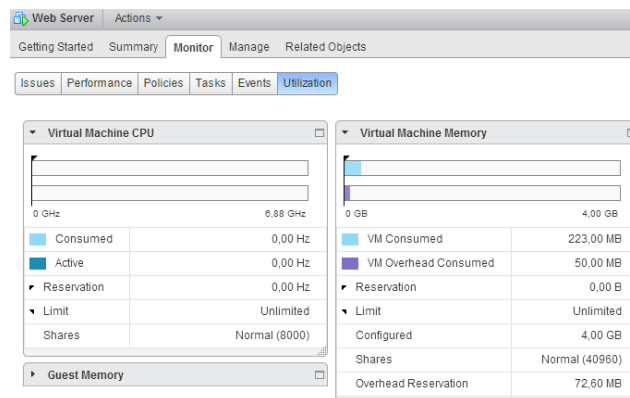 Web Server Actions
Getting Started Summary Monitor Manage Related Objects
Issues Performance Policies Tasks Events Utilization
Virtual Machine CPU
0 GHz 6,88 GHz
Consumed 0,00 Hz
Active 0,00 Hz
Reservation 0,00 Hz
Limit Unlimited
Shares Normal (8000)
Guest Memory
Virtual Machine Memory
0 GB 4,00 GB
VM Consumed 223,00 MB
VM Overhead Consumed 50,00 MB
Reservation 0,00 B
Limit Unlimited
Configured 4,00 GB
Shares Normal (40960)
Overhead Reservation 72,60 MB